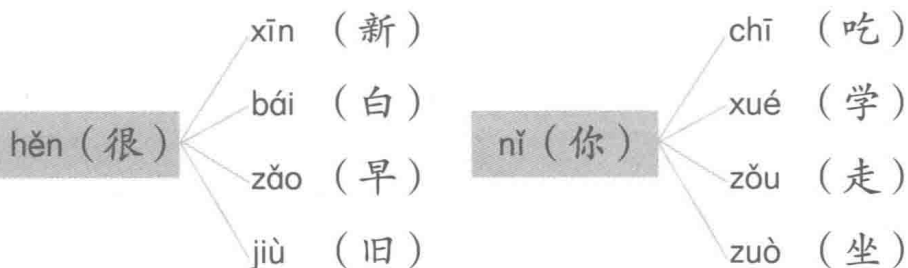 xīn （新）
bái （白）
hěn（很）
zǎo （早）
jiù （旧）
chī （吃）
xué （学）
nǐ（你）
zǒu （走）
zuò （坐）